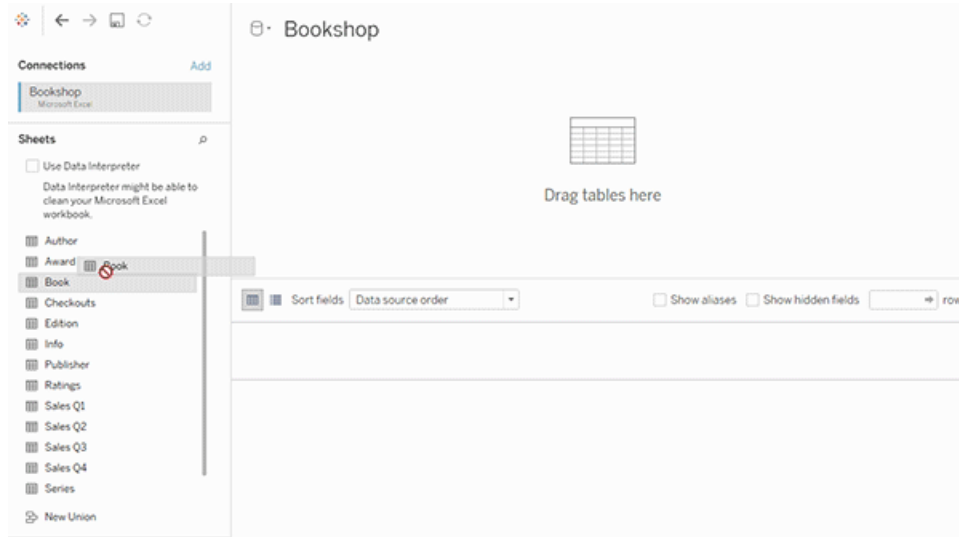 Bookshop
Connections
Add
Bookshop
Microsoft Excel
Sheets
Use Data Interpreter
Data Interpreter might be able to
clean your Microsoft Excel
workbook.
Author
Award
Book
Book
Checkouts
Edition
Info
Publisher
Ratings
Sales Q1
Sales Q2
Sales Q3
Sales Q4
Series
New Union
Drag tables here
Sort fields
Data source order
Show aliases
Show hidden fields
row